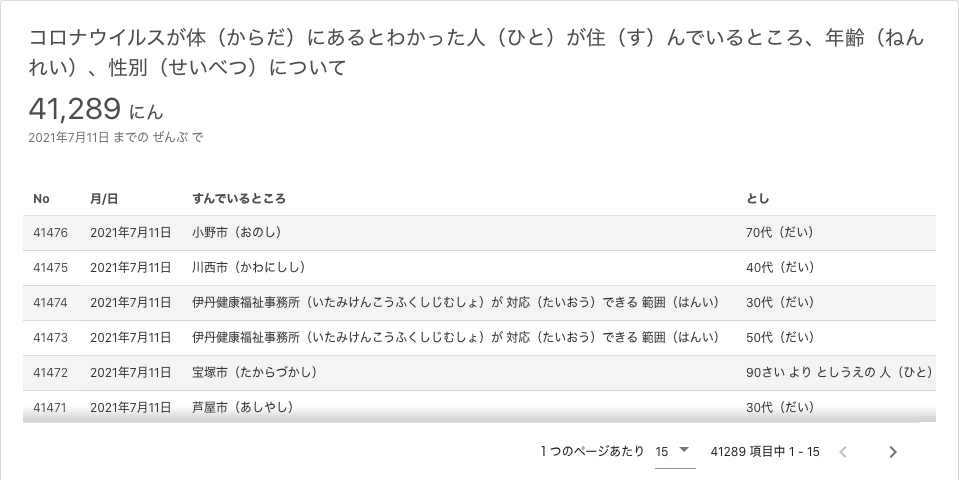 コロナウイルスが体（からだ）にあるとわかった人（ひと）が住（す）んでいるところ、年齢（ねん
れい）、性別（せいべつ）について
41,289 にん
2021年7月11日 までの ぜんぶ で
No 月/日 すんでいるところ とし
41476 2021年7月11日 小野市（おのし） 70代（だい）
41475 2021年7月11日 川西市（かわにしし） 40代（だい）
41474 2021年7月11日 伊丹健康福祉事務所（いたみけんこうふくしじむしょ）が 対応（たいおう）できる 範囲（はんい） 30代（だい）
41473 2021年7月11日 伊丹健康福祉事務所（いたみけんこうふくしじむしょ）が 対応（たいおう）できる 範囲（はんい） 50代（だい）
41472 2021年7月11日 宝塚市（たからづかし） 90さい より としうえの 人（ひと）
41471 2021年7月11日 芦屋市（あしやし） 30代（だい）
1 つのページあたり 15 41289 項目中 1 - 15